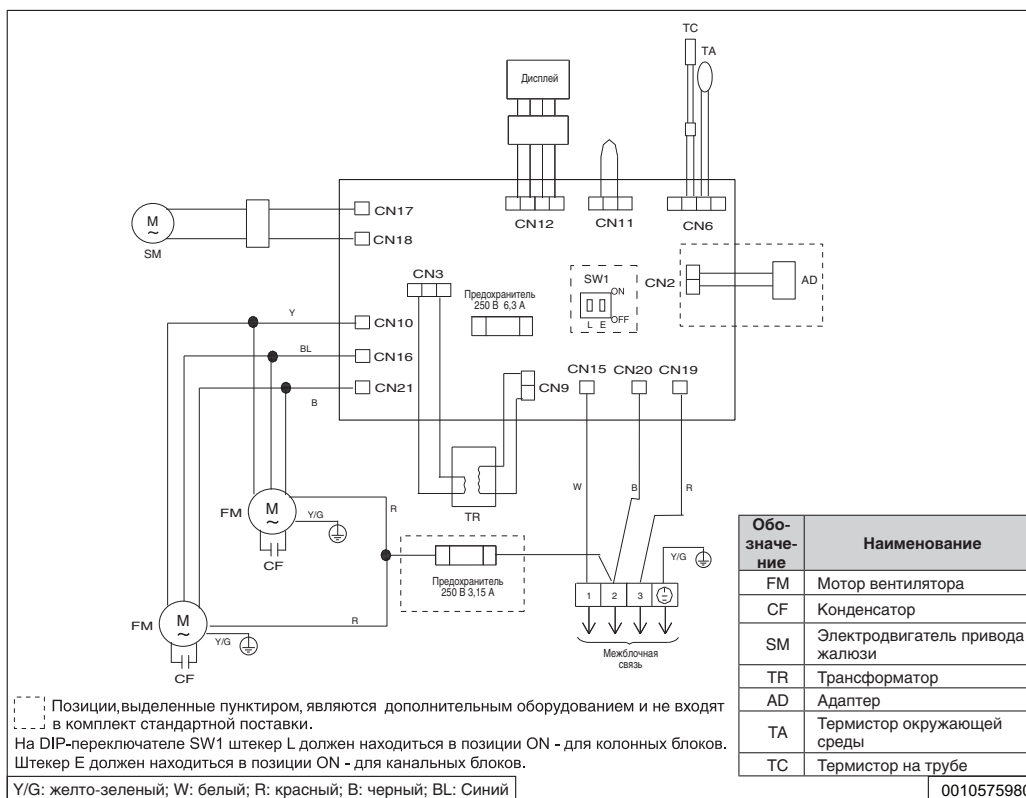 TC
TA
Дисплей
CN17
CN18
M
~
SM
CN12
CN11
CN6
CN3
Предохранитель
250 В 6,3 А
SW1
ON
OFF
L E
CN2
AD
Y
CN10
BL
CN16
B
CN21
CN9
CN15 CN20 CN19
W
B
R
TR
FM
M
~
Y/G
CF
R
Предохранитель
250 В 3,15 А
Y/G
1 2 3
Межблочная
связь
FM
M
~
Y/G
CF
R
Обо-
значе-
ние
Наименование
FM Мотор вентилятора
CF Конденсатор
SM Электродвигатель привода
жалюзи
TR Трансформатор
AD Адаптер
TA Термистор окружающей
среды
TC Термистор на трубе
Позиции,выделенные пунктиром, являются дополнительным оборудованием и не входят
в комплект стандартной поставки.
На DIP-переключателе SW1 штекер L должен находиться в позиции ON - для колонных блоков.
Штекер E должен находиться в позиции ON - для канальных блоков.
Y/G: желто-зеленый; W: белый; R: красный; B: черный; BL: Синий
0010575980